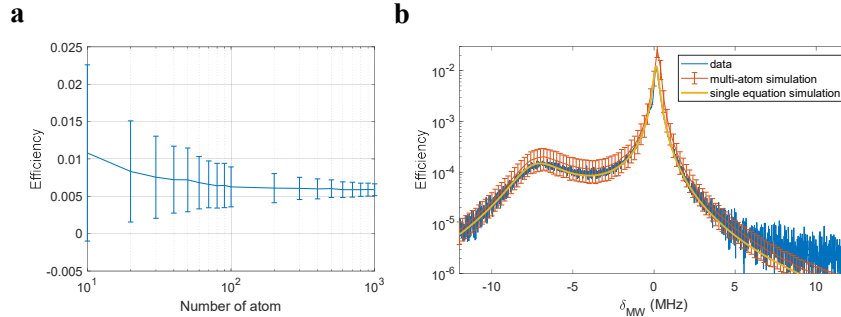 a
0.025
0.02
0.015
0.01
0.005
0
-0.005
Efficiency
10^1
10^2
10^3
Number of atom
b
10^-2
10^-3
10^-4
10^-5
10^-6
Efficiency
data
multi-atom simulation
single equation simulation
-10
-5
0
5
10
δ_MW (MHz)